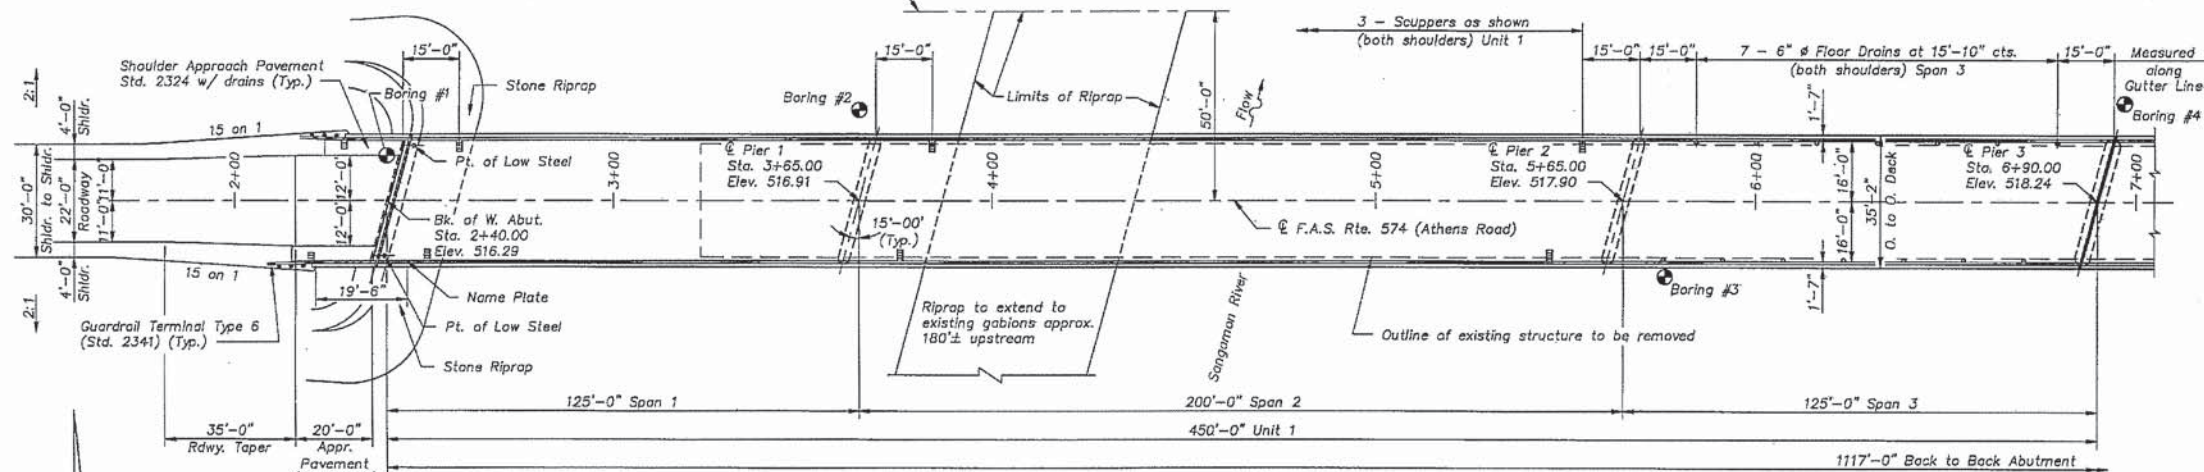 3 - Scuppers as shown
(both shoulders) Unit 1
15'-0"
15'-0"
15'-0"
15'-0"
7 - 6" ø Floor Drains at 15'-10" cts.
(both shoulders) Span 3
15'-0"
Measured
along
Gutter Line
Shoulder Approach Pavement
Std. 2324 w/ drains (Typ.)
Boring #1
Stone Riprap
Boring #2
Limits of Riprap
Flow
50'-0"
1'-7"
Boring #4
2:1
4'-0"
Shldr.
15 on 1
Pt. of Low Steel
℄ Pier 1
Sta. 3+65.00
Elev. 516.91
℄ Pier 2
Sta. 5+65.00
Elev. 517.90
℄ Pier 3
Sta. 6+90.00
Elev. 518.24
2+00
3+00
4+00
5+00
6+00
7+00
30'-0"
Shldr. to Shldr.
22'-0"
Roadway
11'-0"
11'-0"
12'-0"
12'-0"
16'-0"
16'-0"
35'-2"
O. to O. Deck
Bk. of W. Abut.
Sta. 2+40.00
Elev. 516.29
15°-00'
(Typ.)
℄ F.A.S. Rte. 574 (Athens Road)
4'-0"
Shldr.
15 on 1
2:1
19'-6"
Name Plate
Pt. of Low Steel
Stone Riprap
Guardrail Terminal Type 6
(Std. 2341) (Typ.)
Riprap to extend to
existing gabions approx.
180'± upstream
Sangamon River
Boring #3
1'-7"
Outline of existing structure to be removed
125'-0" Span 1
200'-0" Span 2
125'-0" Span 3
35'-0"
Rdwy. Taper
20'-0"
Appr.
Pavement
450'-0" Unit 1
1117'-0" Back to Back Abutment